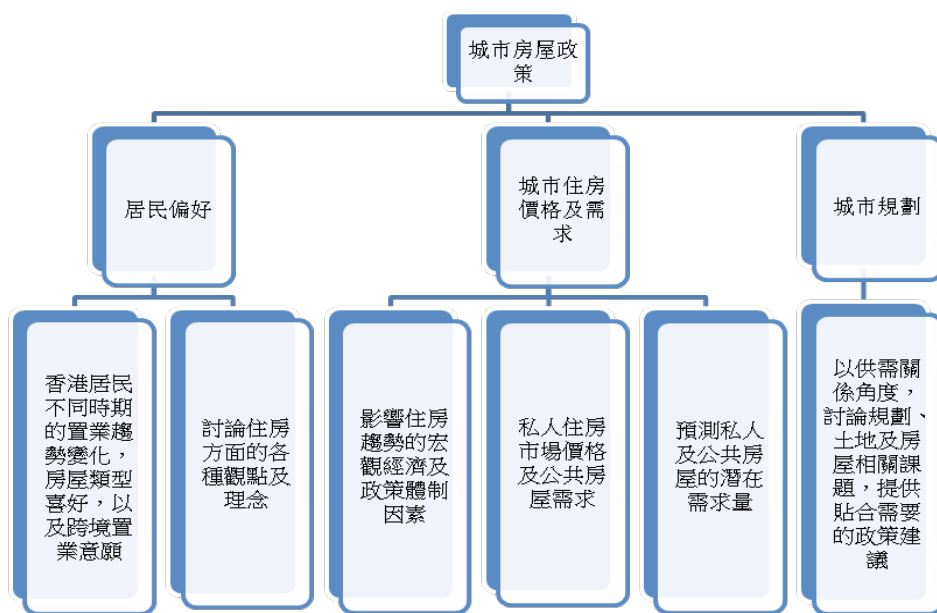 城市房屋政
策
居民偏好
城市住房
價格及需
求
城市規劃
香港居民
不同時期
的置業趨
勢變化，
房屋類型
喜好，以
及跨境置
業意願
討論住房
方面的各
種觀點及
理念
影響住房
趨勢的宏
觀經濟及
政策體制
因素
私人住房
市場價格
及公共房
屋需求
預測私人
及公共房
屋的潛在
需求量
以供需關
係角度，
討論規劃、
土地及房
屋相關課
題，提供
貼合需要
的政策建
議